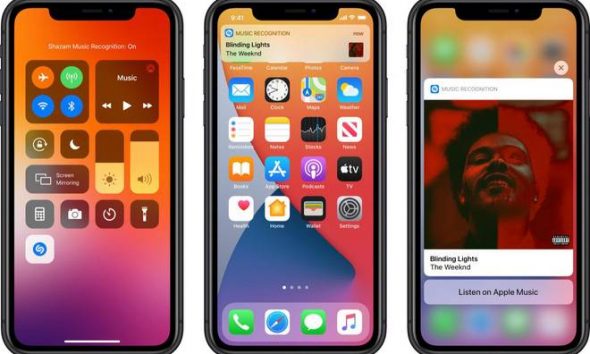 Shazam Music Recognition: On
Music
Screen
Mirroring
9:41
MUSIC RECOGNITION
now
Blinding Lights
The Weeknd
FaceTime
Calendar
Photos
Camera
Mail
Clock
Maps
Weather
Reminders
Notes
Stocks
News
tv
Books
App Store
Podcasts
TV
Health
Home
Wallet
Settings
MUSIC RECOGNITION
Blinding Lights
The Weeknd
Listen on Apple Music